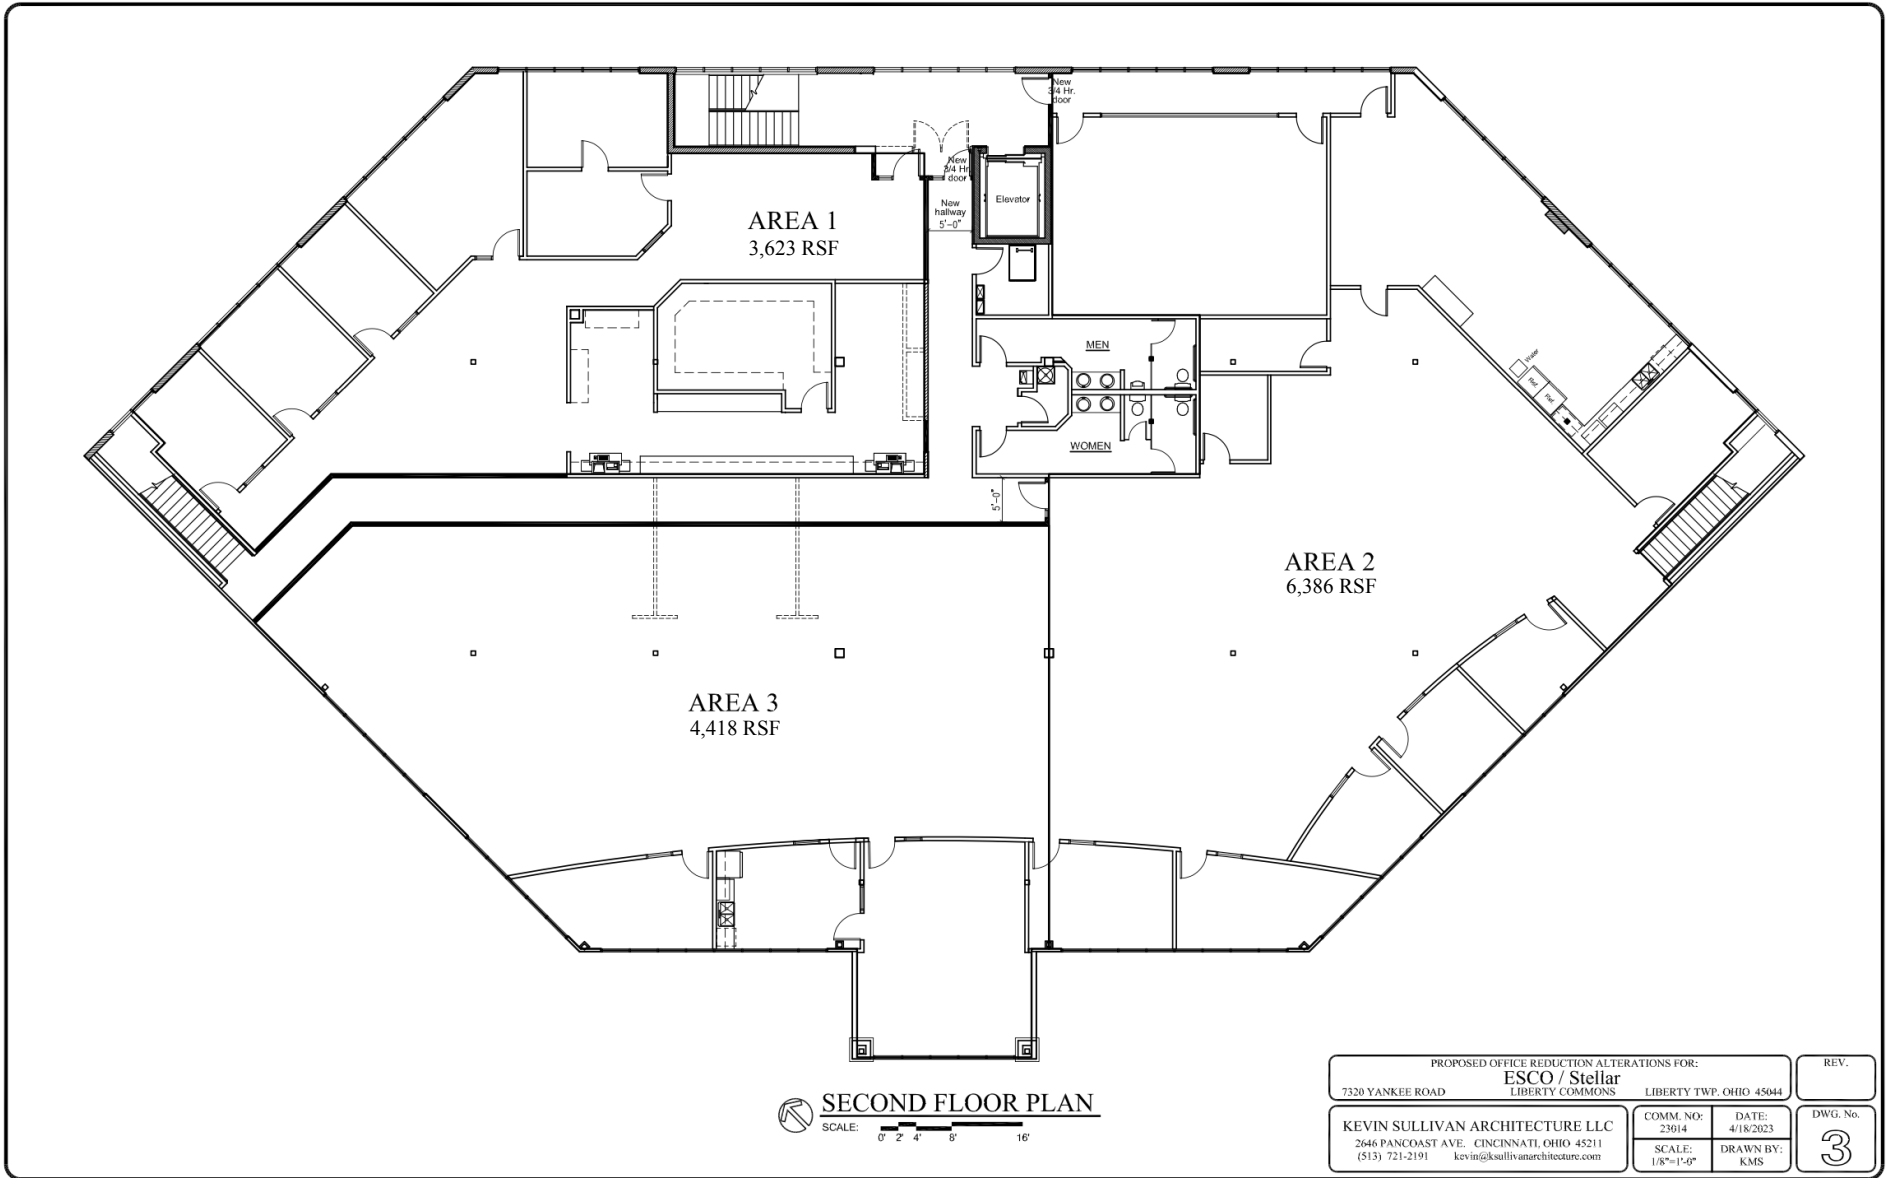 New
3/4 Hr.
door
New
3/4 Hr.
door
Elevator
New
hallway
5'-0"
AREA 1
3,623 RSF
MEN
WOMEN
Water
Ref.
Ref.
5'-0"
AREA 2
6,386 RSF
AREA 3
4,418 RSF
SECOND FLOOR PLAN
SCALE:
0' 2' 4' 8' 16'
PROPOSED OFFICE REDUCTION ALTERATIONS FOR:
ESCO / Stellar
7320 YANKEE ROAD LIBERTY COMMONS LIBERTY TWP. OHIO 45044
REV.
KEVIN SULLIVAN ARCHITECTURE LLC
2646 PANCOAST AVE. CINCINNATI, OHIO 45211
(513) 721-2191 kevin@ksullivanarchitecture.com
COMM. NO:
23014
DATE:
4/18/2023
SCALE:
1/8"=1'-0"
DRAWN BY:
KMS
DWG. No.
3